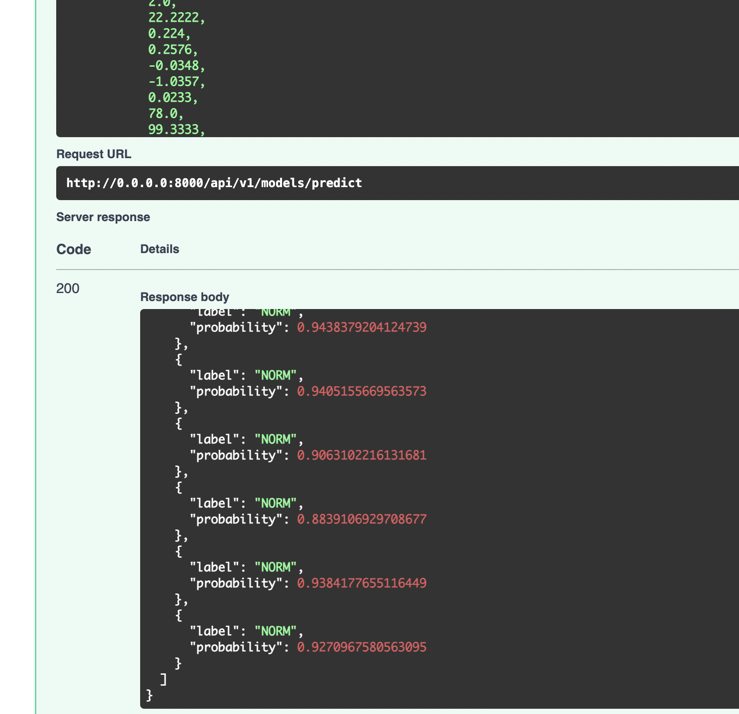 2.0,
22.2222,
0.224,
0.2576,
-0.0348,
-1.0357,
0.0233,
78.0,
99.3333,
Request URL
http://0.0.0.0:8000/api/v1/models/predict
Server response
Code Details
200
Response body
"label": "NORM",
"probability": 0.9438379204124739
},
{
"label": "NORM",
"probability": 0.9405155669563573
},
{
"label": "NORM",
"probability": 0.9063102216131681
},
{
"label": "NORM",
"probability": 0.8839106929708677
},
{
"label": "NORM",
"probability": 0.9384177655116449
},
{
"label": "NORM",
"probability": 0.9270967580563095
}
]
}